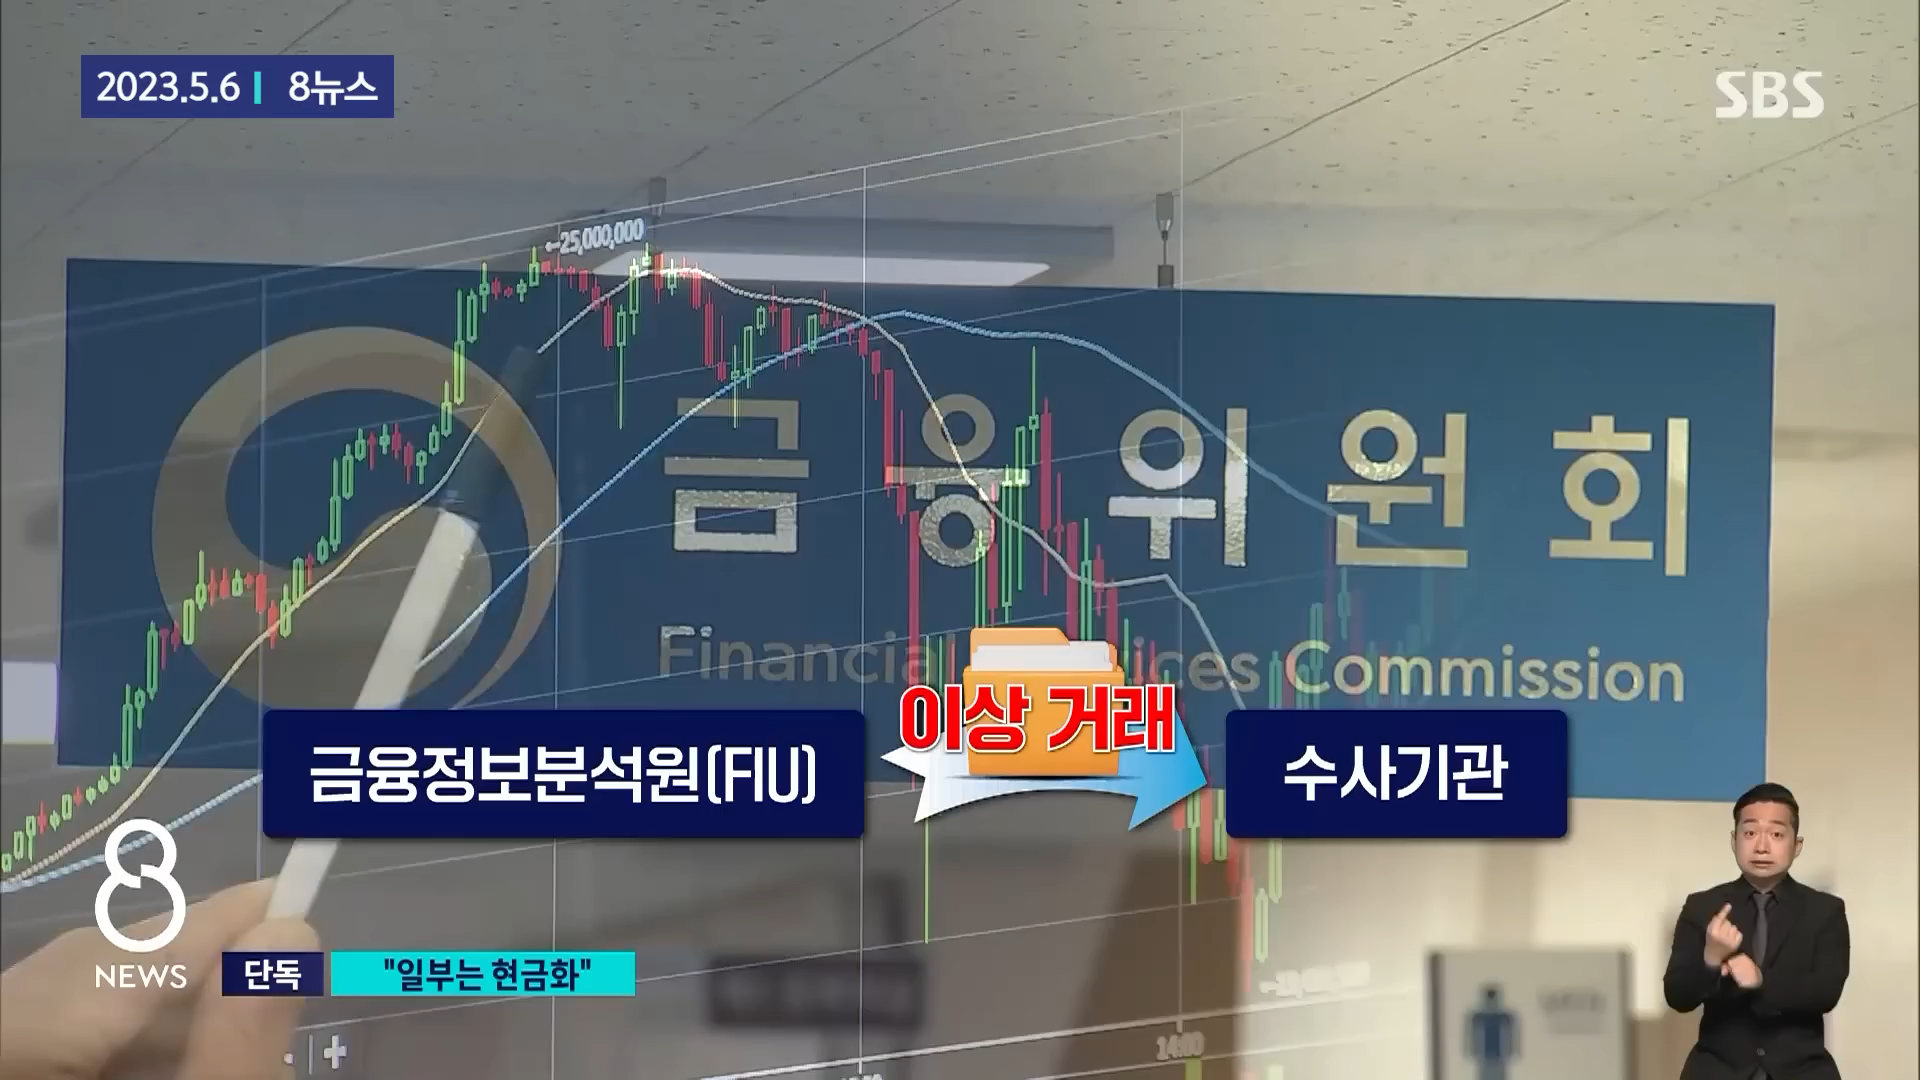 2023.5.6 | 8뉴스
SBS
←25,000,000
금융위원회
Financial ices Commission
이상 거래
금융정보분석원(FIU)
수사기관
8
NEWS
단독
"일부는 현금화"
14:00